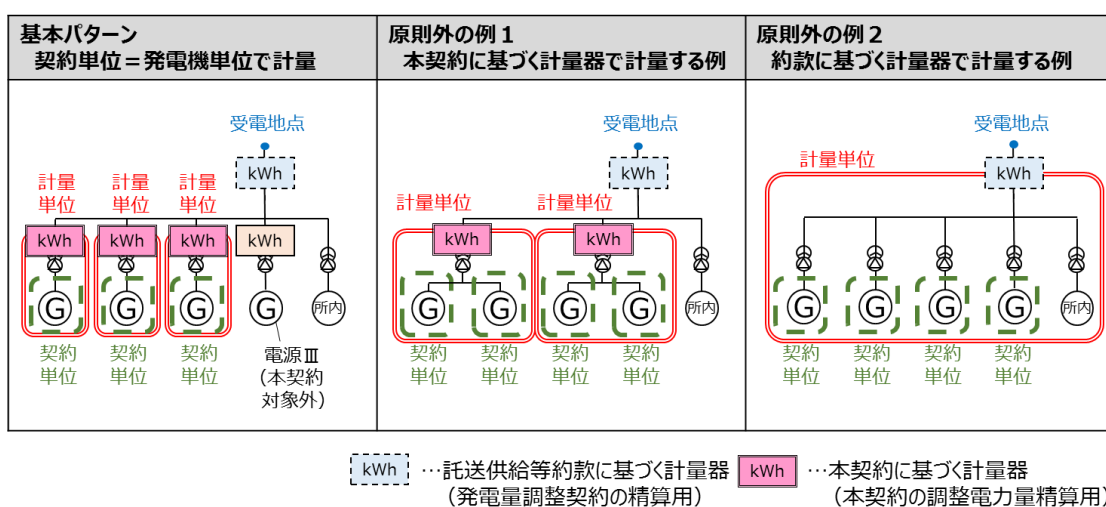 基本パターン
契約単位＝発電機単位で計量
原則外の例１
本契約に基づく計量器で計量する例
原則外の例２
約款に基づく計量器で計量する例
受電地点
kWh
計量
単位
計量
単位
計量
単位
kWh
kWh
kWh
kWh
G
G
G
G
所内
契約
単位
契約
単位
契約
単位
電源Ⅲ
(本契約
対象外)
受電地点
kWh
計量単位
計量単位
kWh
kWh
G
G
G
G
所内
契約
単位
契約
単位
契約
単位
契約
単位
受電地点
計量単位
kWh
G
G
G
G
所内
契約
単位
契約
単位
契約
単位
契約
単位
kWh …託送供給等約款に基づく計量器
（発電量調整契約の精算用）
kWh …本契約に基づく計量器
（本契約の調整電力量精算用）